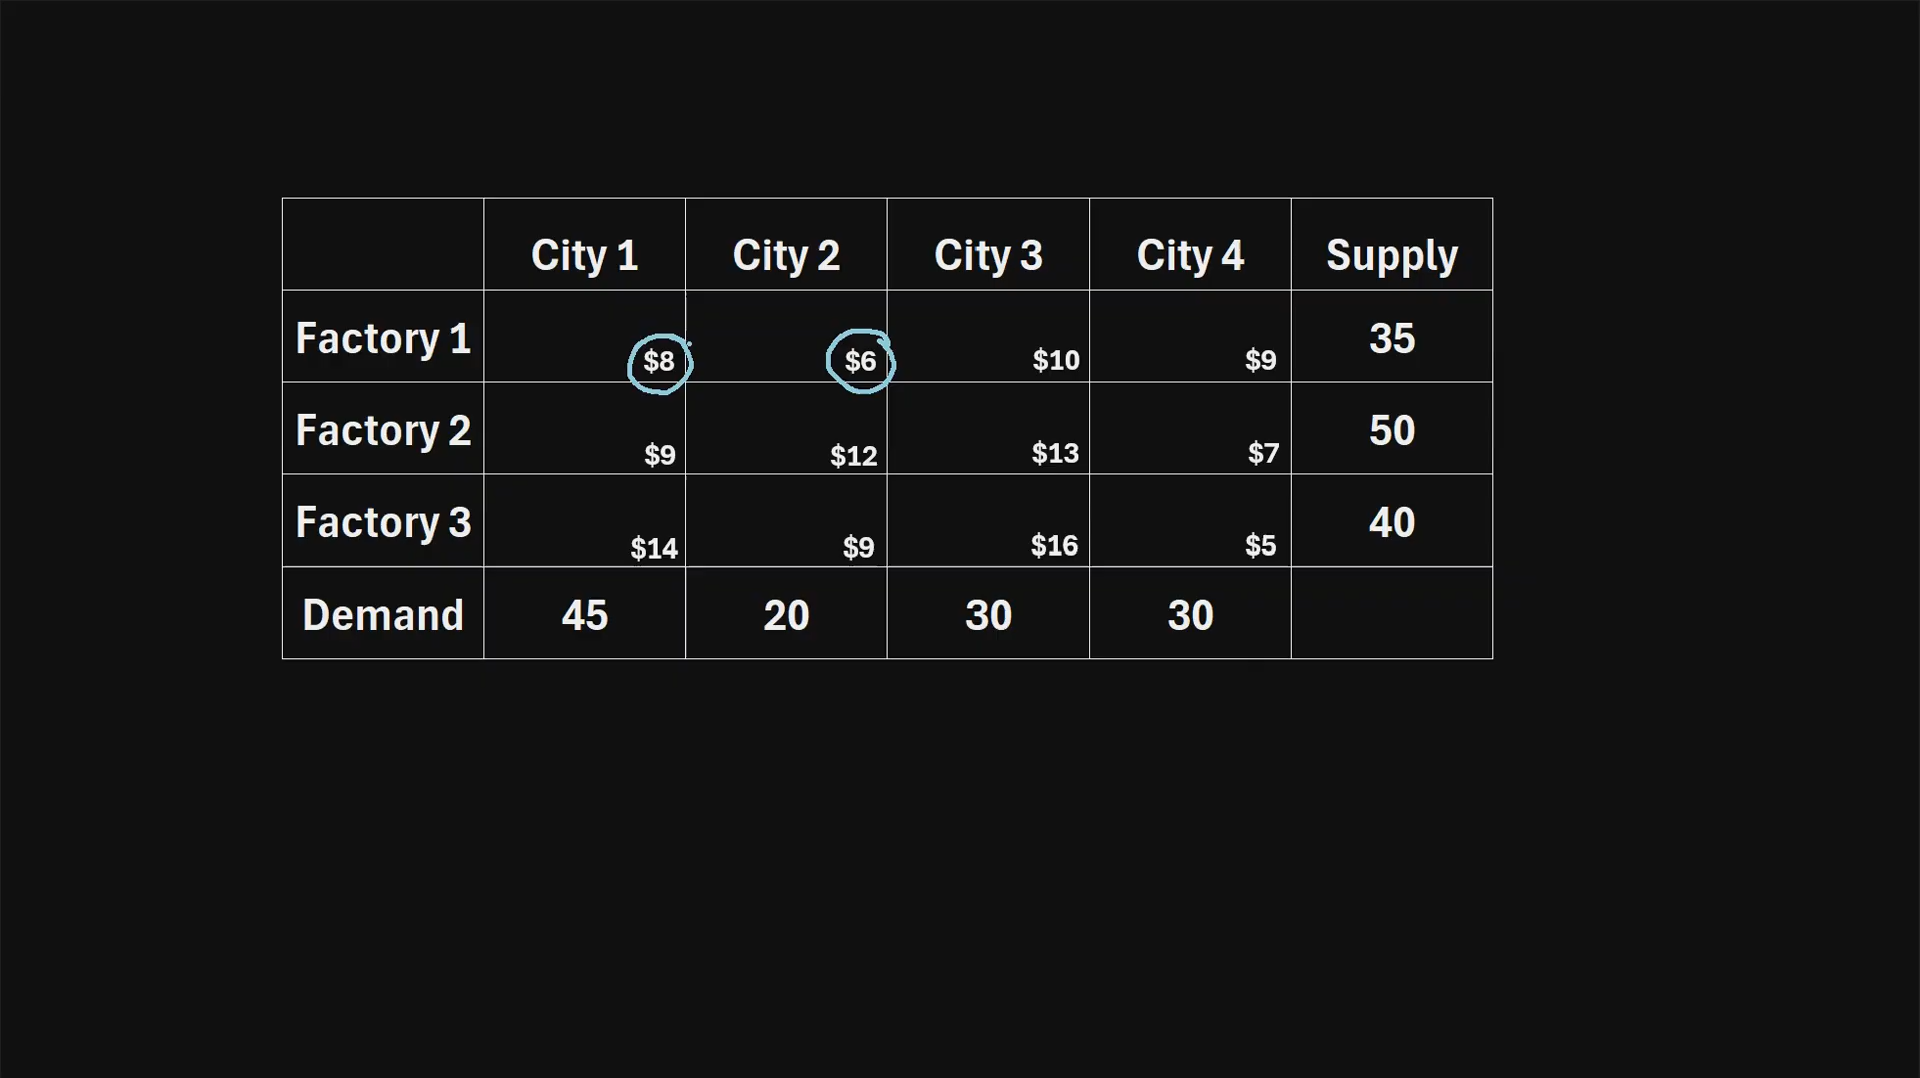 City 1 City 2 City 3 City 4 Supply
Factory 1 $8 $6 $10 $9 35
Factory 2 $9 $12 $13 $7 50
Factory 3 $14 $9 $16 $5 40
Demand 45 20 30 30